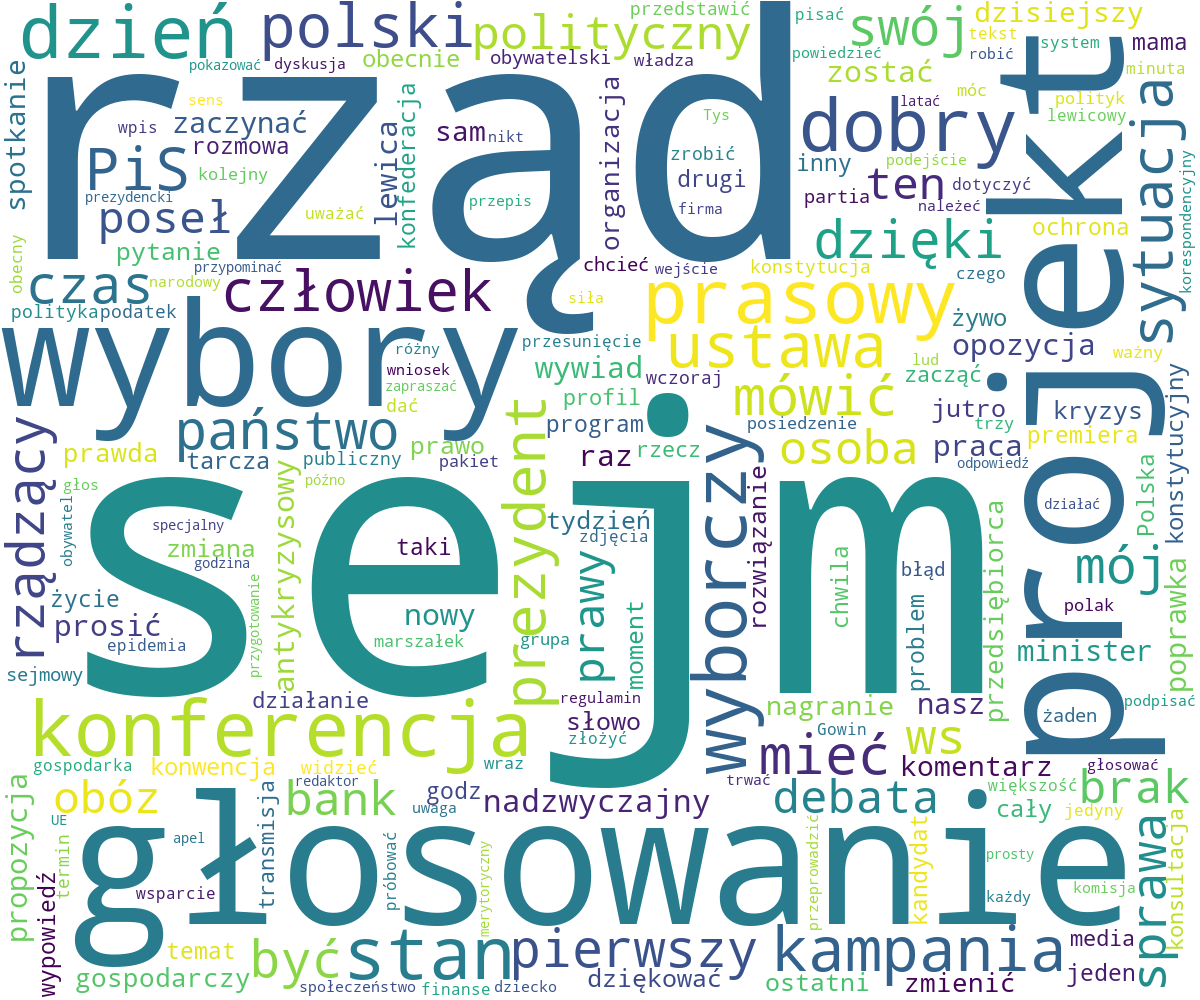 dzień
polski
polityczny
przedstawić
pisać
swój
dzisiejszy
tekst
pokazować
dyskusja
obecnie
obywatelski
władza
powiedzieć
robić
system
mama
spotkanie
rząd
zostać
minuta
sens
móc
polityk
wpis
zaczynać
lewica
konfederacja
sam
nikt
organizacja
Tys
dobry
latać
lewicowy
PiS
rozmowa
kolejny
zrobić
inny
podejście
projekt
sytuacja
korespondencyjny
prezydencki
uważać
przepis
drugi
firma
partia
ten
dotyczyć
należeć
poseł
pytanie
dzięki
ochrona
obecny
czas
przypominać
narodowy
człowiek
chcieć
wejście
konstytucja
czego
polityka
podatek
siła
prasowy
żywo
wybory
różny
wniosek
zapraszać
dać
przesunięcie
ustawa
opozycja
ważny
wywiad
wczoraj
lud
zacząć
konstytucyjny
profil
mówić
jutro
kryzys
rządzący
państwo
prawo
prezydent
program
rzecz
posiedzenie
trzy
premiera
prawda
tarcza
publiczny
pakiet
raz
wyborczy
osoba
praca
odpowiedź
głos
późno
antykryzysowy
sejm
rozwiązanie
Polska
działać
obywatel
specjalny
zmiana
godzina
taki
tydzień
zdjęcia
przedsiębiorca
chwila
błąd
mój
poprawka
życie
prosić
epidemia
przygotowanie
nowy
marszałek
grupa
prawy
moment
problem
polak
minister
sejmowy
działanie
regulamin
nagranie
nasz
żaden
podpisać
konferencja
słowo
złożyć
Gowin
ws
gospodarka
konwencja
widzieć
wraz
mieć
komentarz
głosować
propozycja
obóz
transmisja
redaktor
bank
godz
uwaga
nadzwyczajny
trwać
debata
większość
cały
brak
jedyny
UE
termin
apel
głosowanie
próbować
merytoryczny
przeprowadzić
kandydat
prosty
sprawa
konsultacja
wypowiedź
wsparcie
każdy
komisja
temat
być
stan
pierwszy
kampania
media
gospodarczy
społeczeństwo
finanse
dziecko
dziękować
ostatni
zmienić
jeden